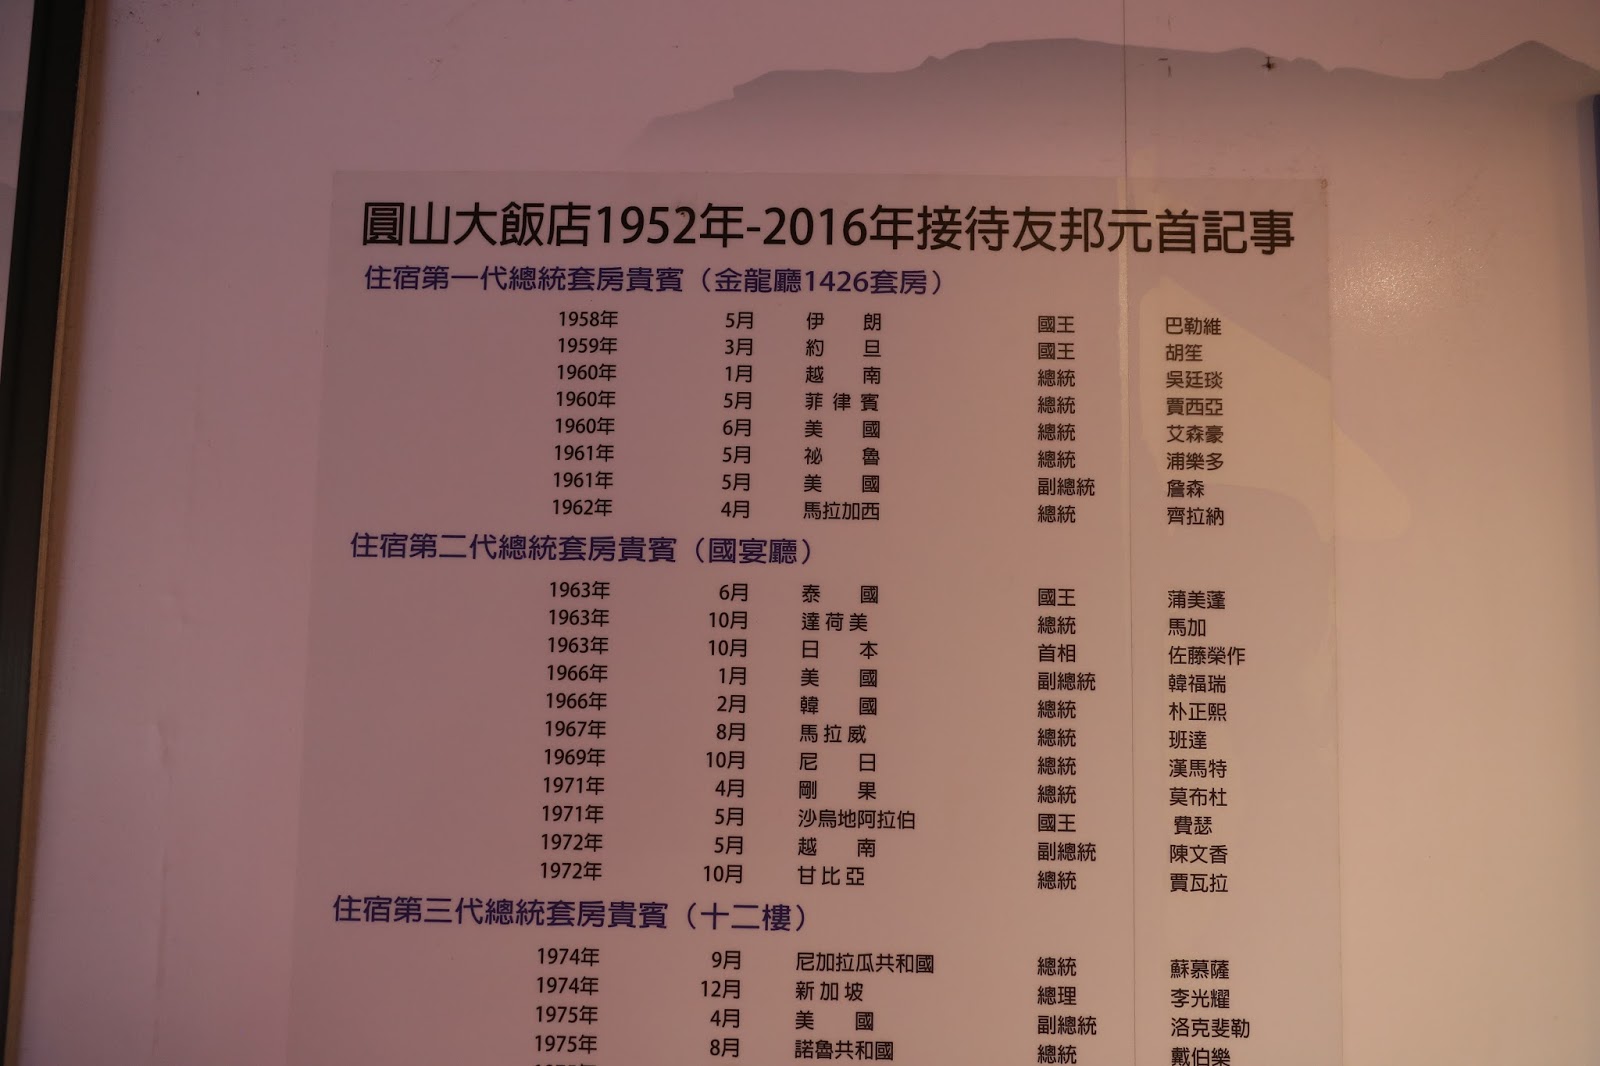 圓山大飯店1952年-2016年接待友邦元首記事
住宿第一代總統套房貴賓（金龍廳1426套房）
1958年 5月 伊朗 國王 巴勒維
1959年 3月 約旦 國王 胡笙
1960年 1月 越南 總統 吳廷琰
1960年 5月 菲律賓 總統 賈西亞
1960年 6月 美國 總統 艾森豪
1961年 5月 祕魯 總統 浦樂多
1961年 5月 美國 副總統 詹森
1962年 4月 馬拉加西 總統 齊拉納
住宿第二代總統套房貴賓（國宴廳）
1963年 6月 泰國 國王 蒲美蓬
1963年 10月 達荷美 總統 馬加
1963年 10月 日本 首相 佐藤榮作
1966年 1月 美國 副總統 韓福瑞
1966年 2月 韓國 總統 朴正熙
1967年 8月 馬拉威 總統 班達
1969年 10月 尼日 總統 漢馬特
1971年 4月 剛果 總統 莫布杜
1971年 5月 沙烏地阿拉伯 國王 費瑟
1972年 5月 越南 副總統 陳文香
1972年 10月 甘比亞 總統 賈瓦拉
住宿第三代總統套房貴賓（十二樓）
1974年 9月 尼加拉瓜共和國 總統 蘇慕薩
1974年 12月 新加坡 總理 李光耀
1975年 4月 美國 副總統 洛克斐勒
1975年 8月 諾魯共和國 總統 戴伯樂